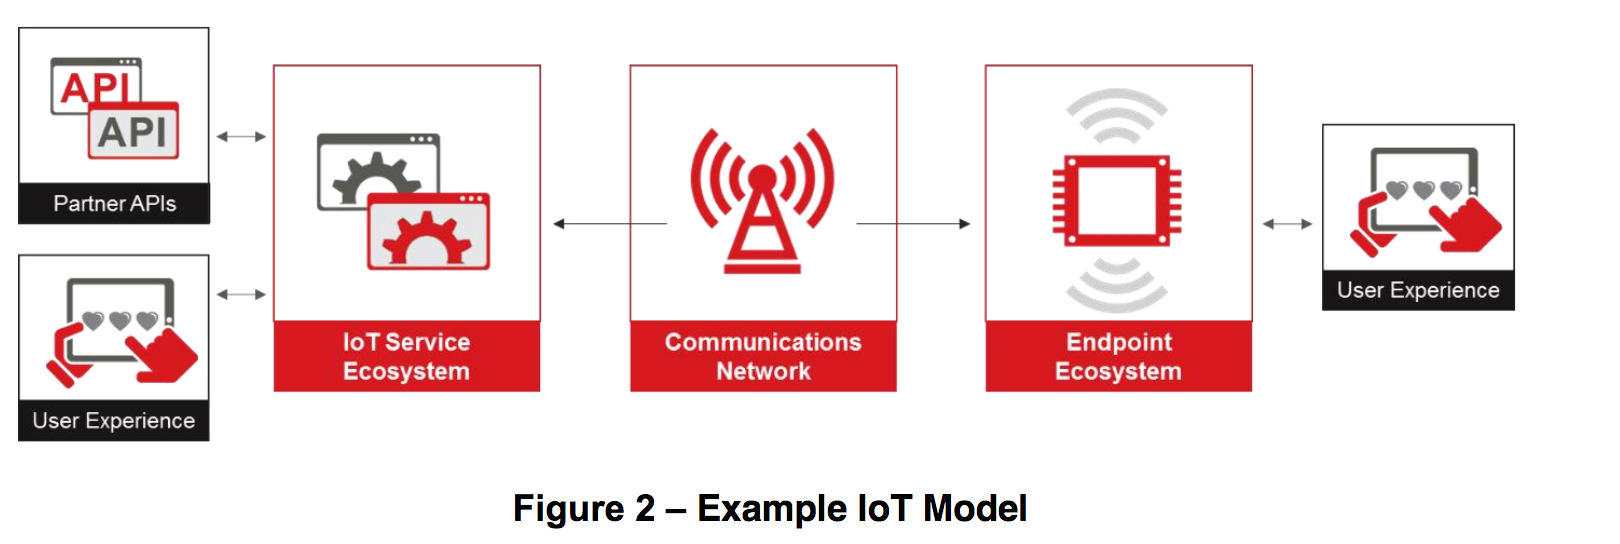 API
API
Partner APIs
User Experience
IoT Service
Ecosystem
Communications
Network
Endpoint
Ecosystem
User Experience
Figure 2 – Example IoT Model